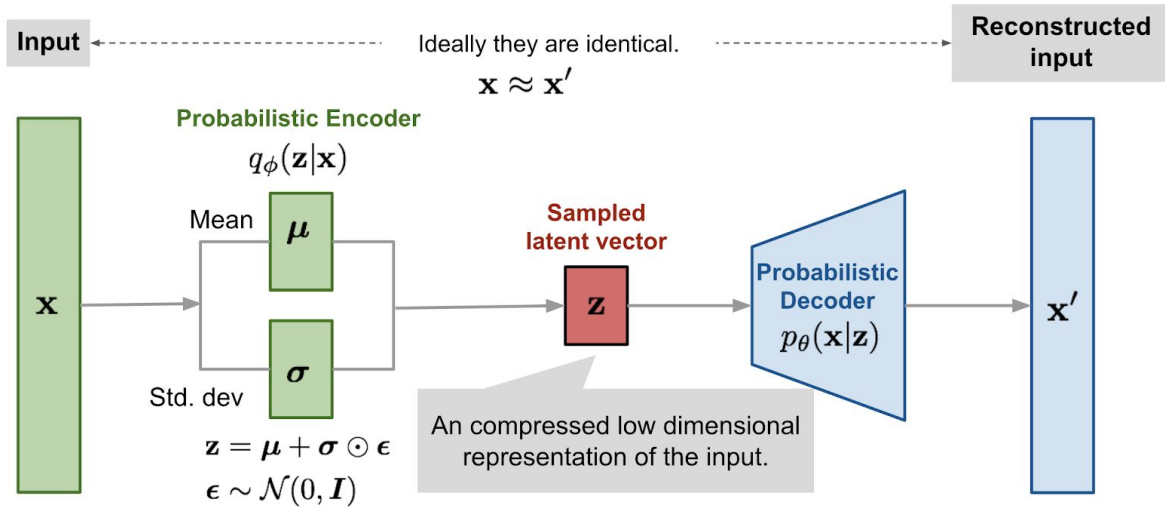 Input
Ideally they are identical.
x ≈ x′
Reconstructed
input
Probabilistic Encoder
qϕ(z|x)
Mean
μ
x
σ
Std. dev
z = μ + σ ⊙ ϵ
ϵ ∼ 𝒩(0, I)
Sampled
latent vector
z
An compressed low dimensional
representation of the input.
Probabilistic
Decoder
pθ(x|z)
x′